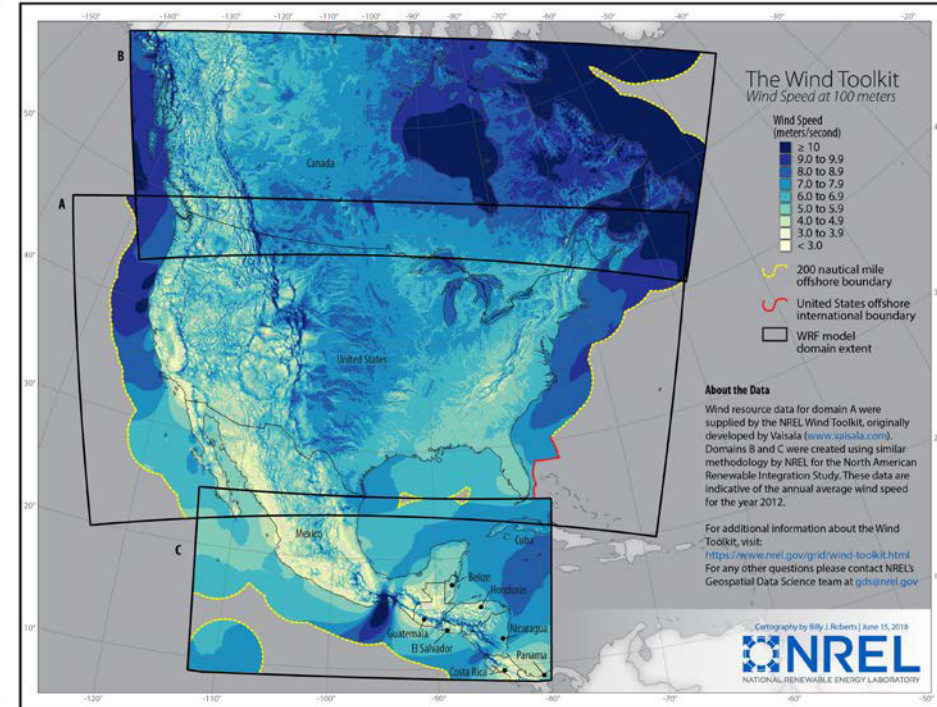 -150°
-140°
-130°
-120°
-110°
-100°
-90°
-80°
-70°
-60°
-50°
-40°
-30°
-20°
B
The Wind Toolkit
Wind Speed at 100 meters
50°
Wind Speed
(meters/second)
≥ 10
9.0 to 9.9
8.0 to 8.9
7.0 to 7.9
6.0 to 6.9
5.0 to 5.9
4.0 to 4.9
3.0 to 3.9
< 3.0
Canada
A
40°
200 nautical mile
offshore boundary
United States offshore
international boundary
WRF model
domain extent
30°
United States
About the Data
Wind resource data for domain A were
supplied by the NREL Wind Toolkit, originally
developed by Vaisala (www.vaisala.com).
Domains B and C were created using similar
methodology by NREL for the North American
Renewable Integration Study. These data are
indicative of the annual average wind speed
for the year 2012.
20°
For additional information about the Wind
Toolkit, visit:
https://www.nrel.gov/grid/wind-toolkit.html
For any other questions please contact NREL's
Geospatial Data Science team at gds@nrel.gov
Mexico
Cuba
C
Belize
Honduras
10°
Guatemala
Nicaragua
El Salvador
Panama
Costa Rica
Cartography by Billy J. Roberts | June 15, 2018
NREL
NATIONAL RENEWABLE ENERGY LABORATORY
-120°
-110°
-100°
-90°
-80°
-70°
-60°
-50°